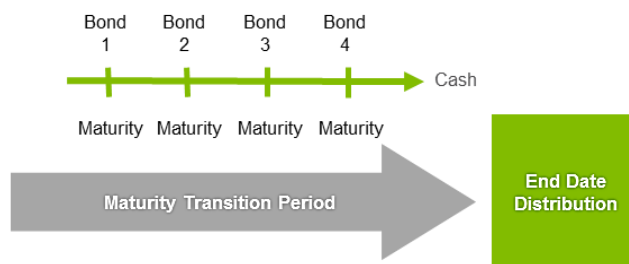 Bond Bond Bond Bond
1 2 3 4
Cash
Maturity Maturity Maturity Maturity
Maturity Transition Period
End Date
Distribution